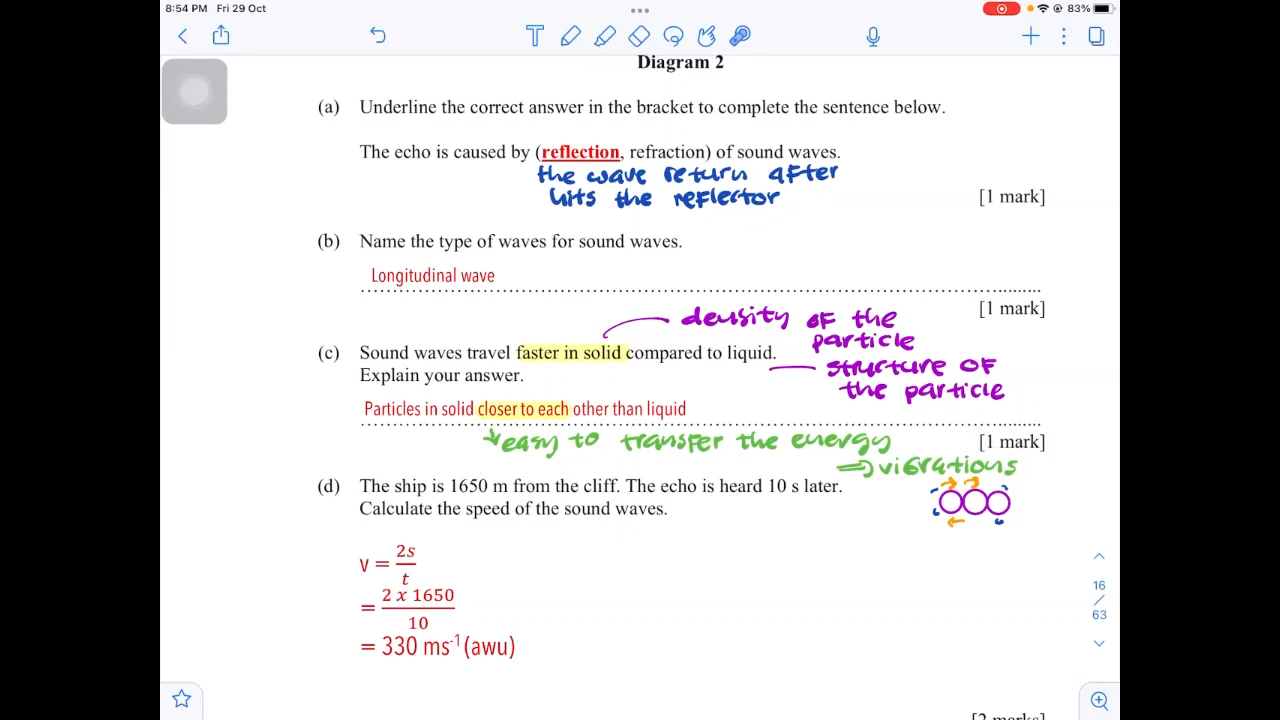 8:54 PM Fri 29 Oct
83%
Diagram 2
(a) Underline the correct answer in the bracket to complete the sentence below.
The echo is caused by (reflection, refraction) of sound waves.
the wave return after
hits the reflector
[1 mark]
(b) Name the type of waves for sound waves.
Longitudinal wave
[1 mark]
density of the
particle
(c) Sound waves travel faster in solid compared to liquid.
structure of
the particle
Explain your answer.
Particles in solid closer to each other than liquid
easy to transfer the energy
[1 mark]
⇒ vibrations
(d) The ship is 1650 m from the cliff. The echo is heard 10 s later.
Calculate the speed of the sound waves.
v = 2s/t
= 2 x 1650/10
= 330 ms⁻¹ (awu)
16
/
63
[2 marks]